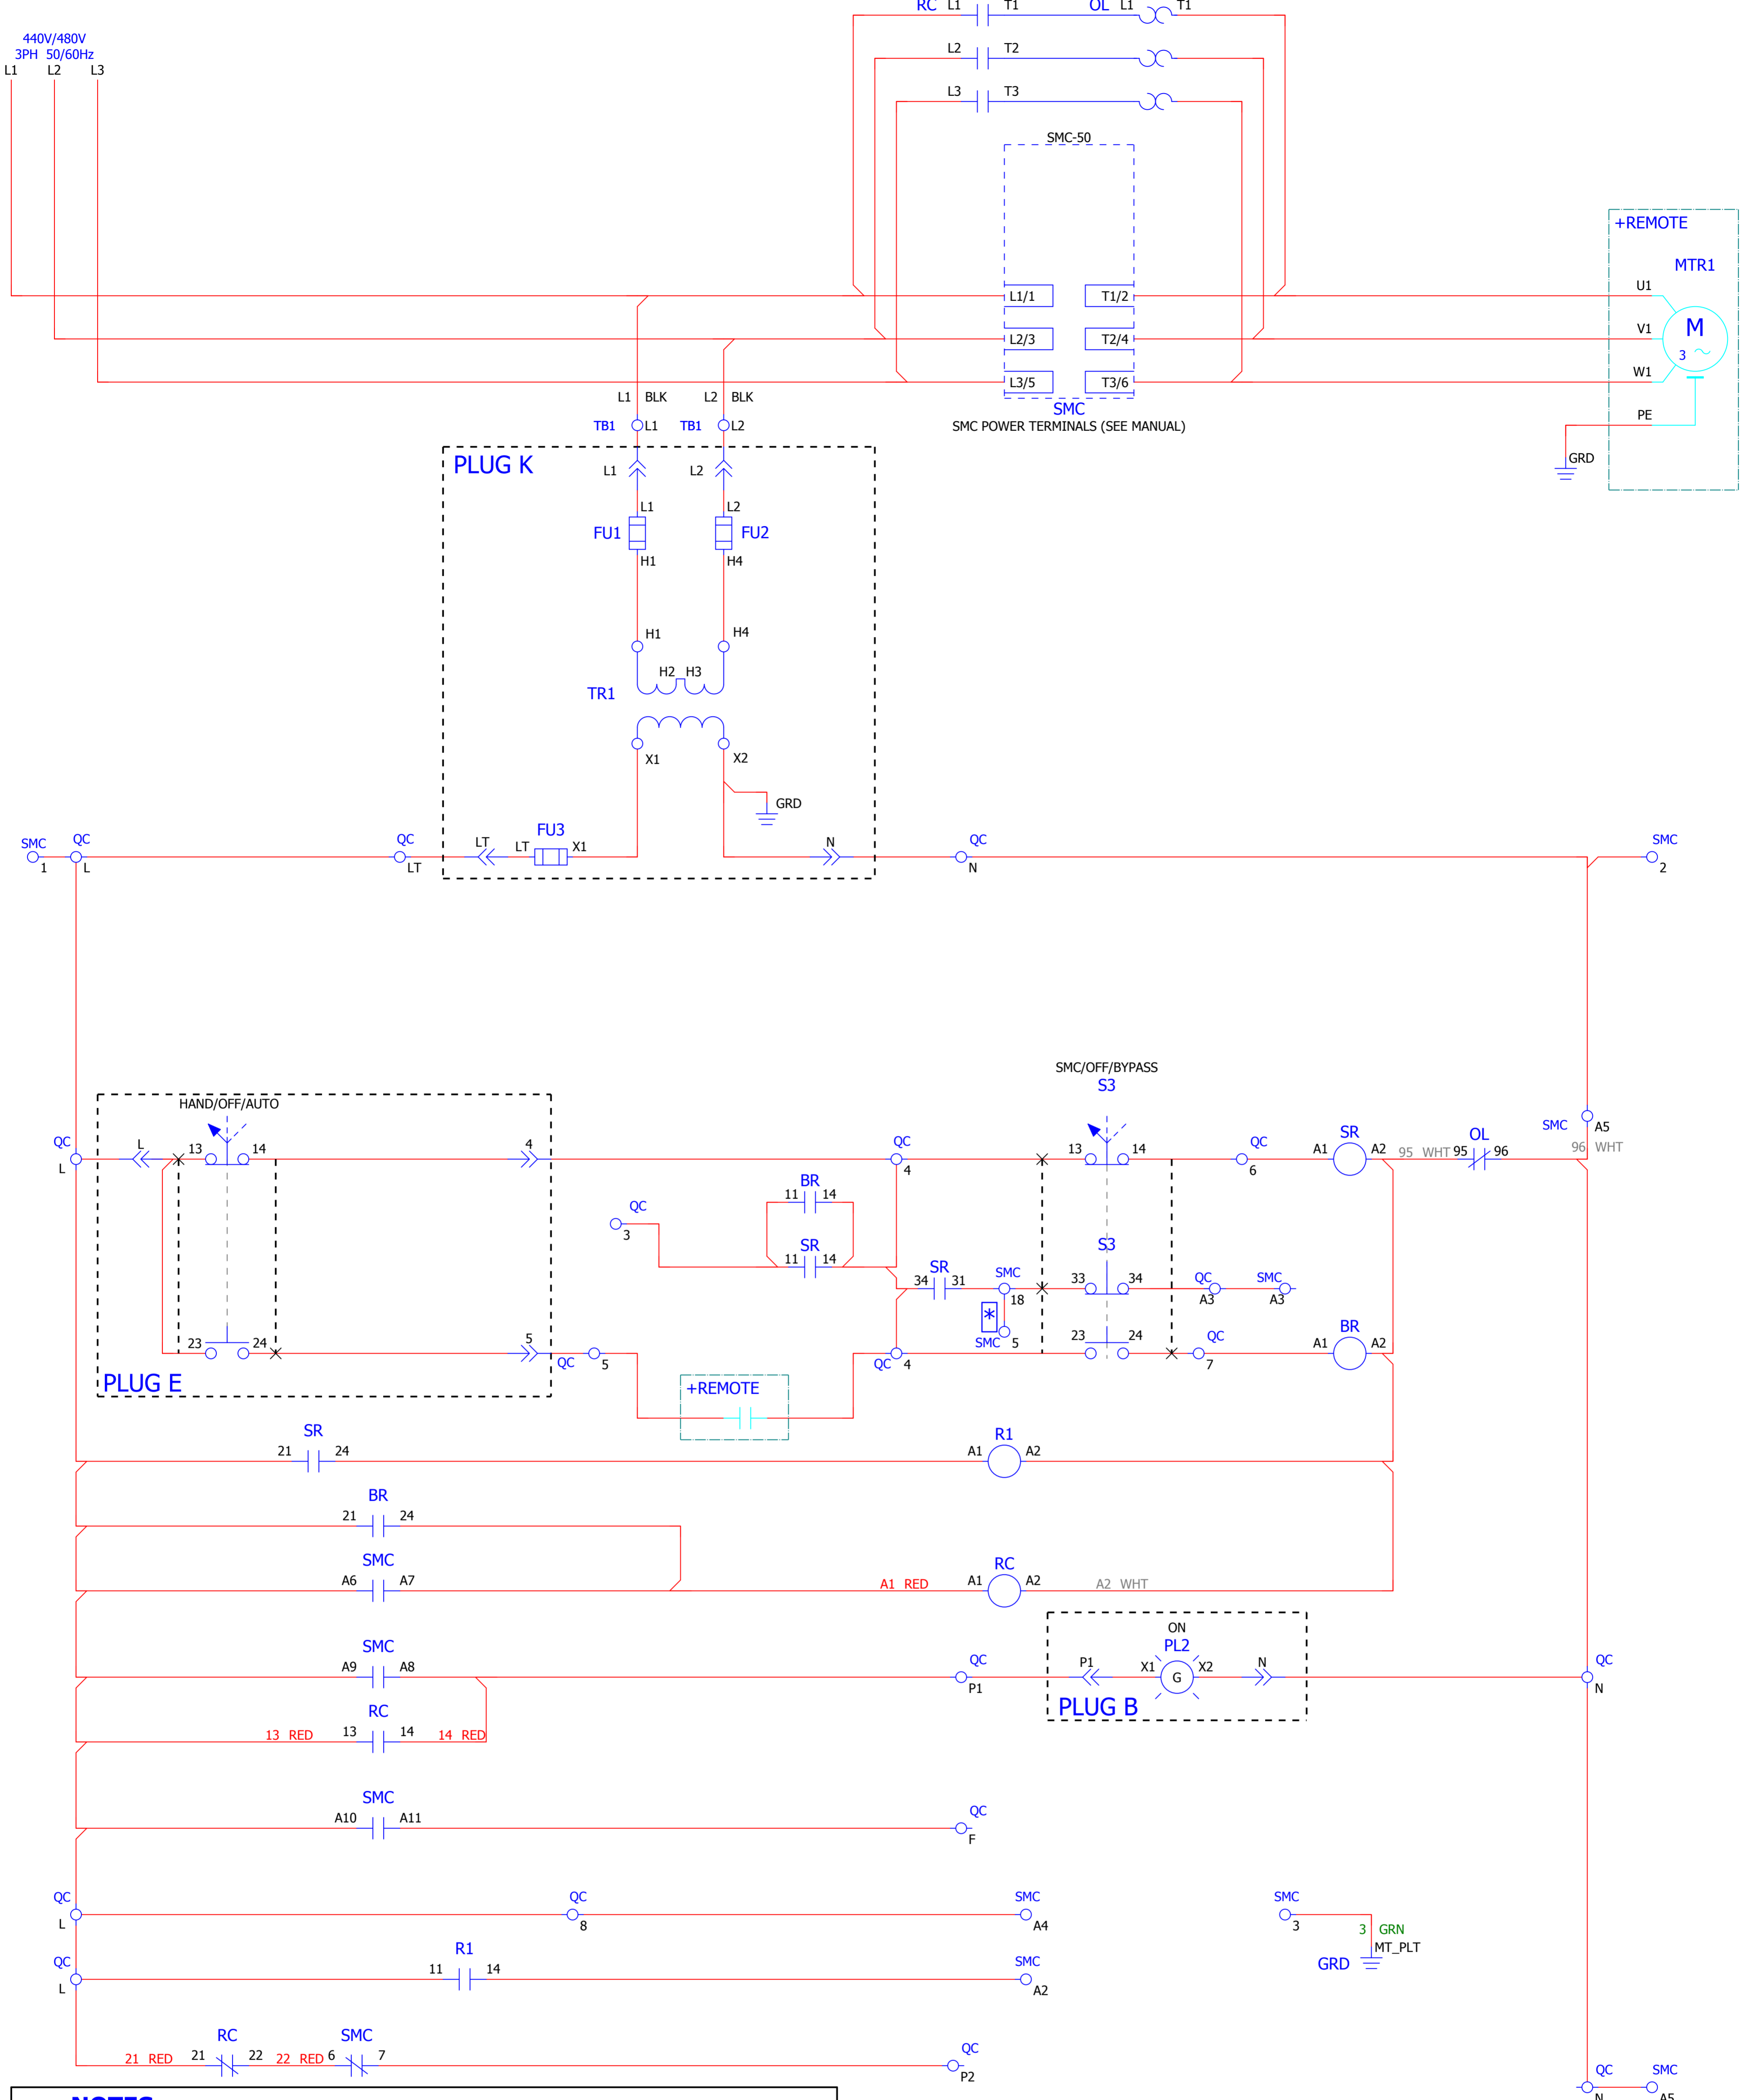 RC L1 T1 OL L1 T1
440V/480V
3PH 50/60Hz
L1 L2 L3
L2 T2
L3 T3
SMC-50
+REMOTE
MTR1
L1/1 T1/2 U1
L2/3 T2/4 V1
M
3
L3/5 T3/6 W1
L1 BLK L2 BLK
SMC
PE
TB1 L1 TB1 L2
SMC POWER TERMINALS (SEE MANUAL)
GRD
PLUG K
L1 L2
L1 L2
FU1 FU2
H1 H4
H1 H4
H2 H3
TR1
X1 X2
GRD
SMC QC QC FU3 QC SMC
LT LT X1 N
1 L LT N 2
SMC/OFF/BYPASS
S3
HAND/OFF/AUTO
SMC A5
QC L 4 QC SR OL
13 14 13 14 QC A1 A2 95 WHT 95 96 96 WHT
L 4 6
BR
11 14
QC
3
SR S3
11 14
SR SMC
34 31 33 34 QC SMC
18 A3 A3
*
SMC 5
23 24 5 23 24 QC BR
A1 A2
QC 5 QC 4 7
PLUG E
+REMOTE
SR R1
21 24 A1 A2
BR
21 24
SMC RC
A6 A7 A1 RED A1 A2 A2 WHT
ON
SMC PL2
A9 A8 QC P1 X1 X2 N QC
G
P1 N
PLUG B
RC
13 RED 13 14 14 RED
SMC
A10 A11 QC
F
QC QC SMC SMC
L 8 A4 3
3 GRN
MT_PLT
GRD
QC R1 SMC
11 14
L A2
RC SMC
21 RED 21 22 22 RED 6 7 QC
P2
QC SMC
N A5
NOTES